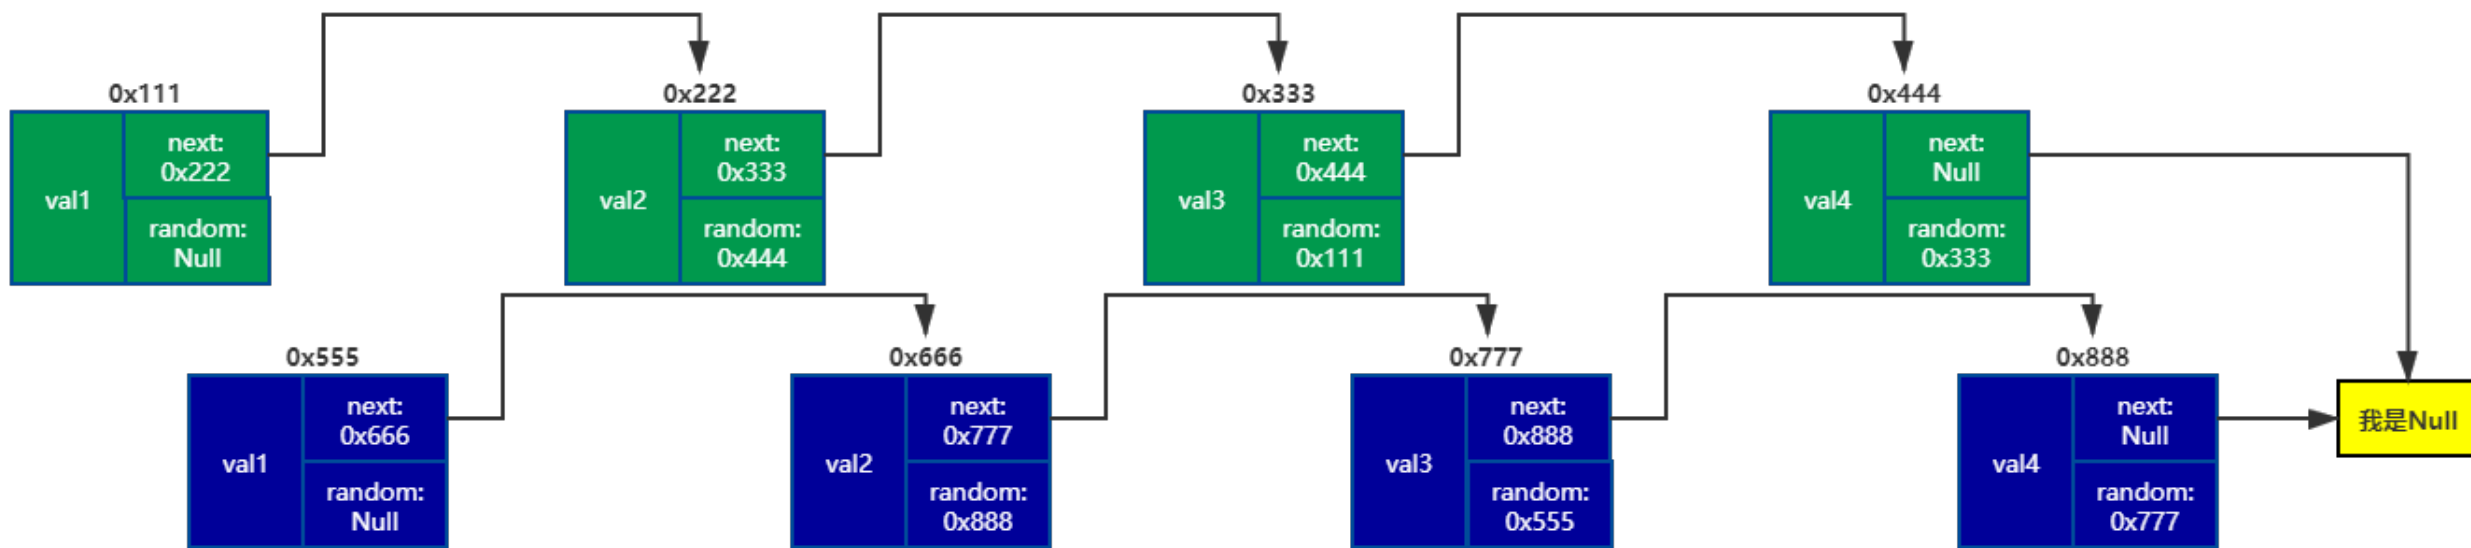 0x111
0x222
0x333
0x444
val1
next:
0x222
random:
Null
val2
next:
0x333
random:
0x444
val3
next:
0x444
random:
0x111
val4
next:
Null
random:
0x333
0x555
0x666
0x777
0x888
val1
next:
0x666
random:
Null
val2
next:
0x777
random:
0x888
val3
next:
0x888
random:
0x555
val4
next:
Null
random:
0x777
我是Null